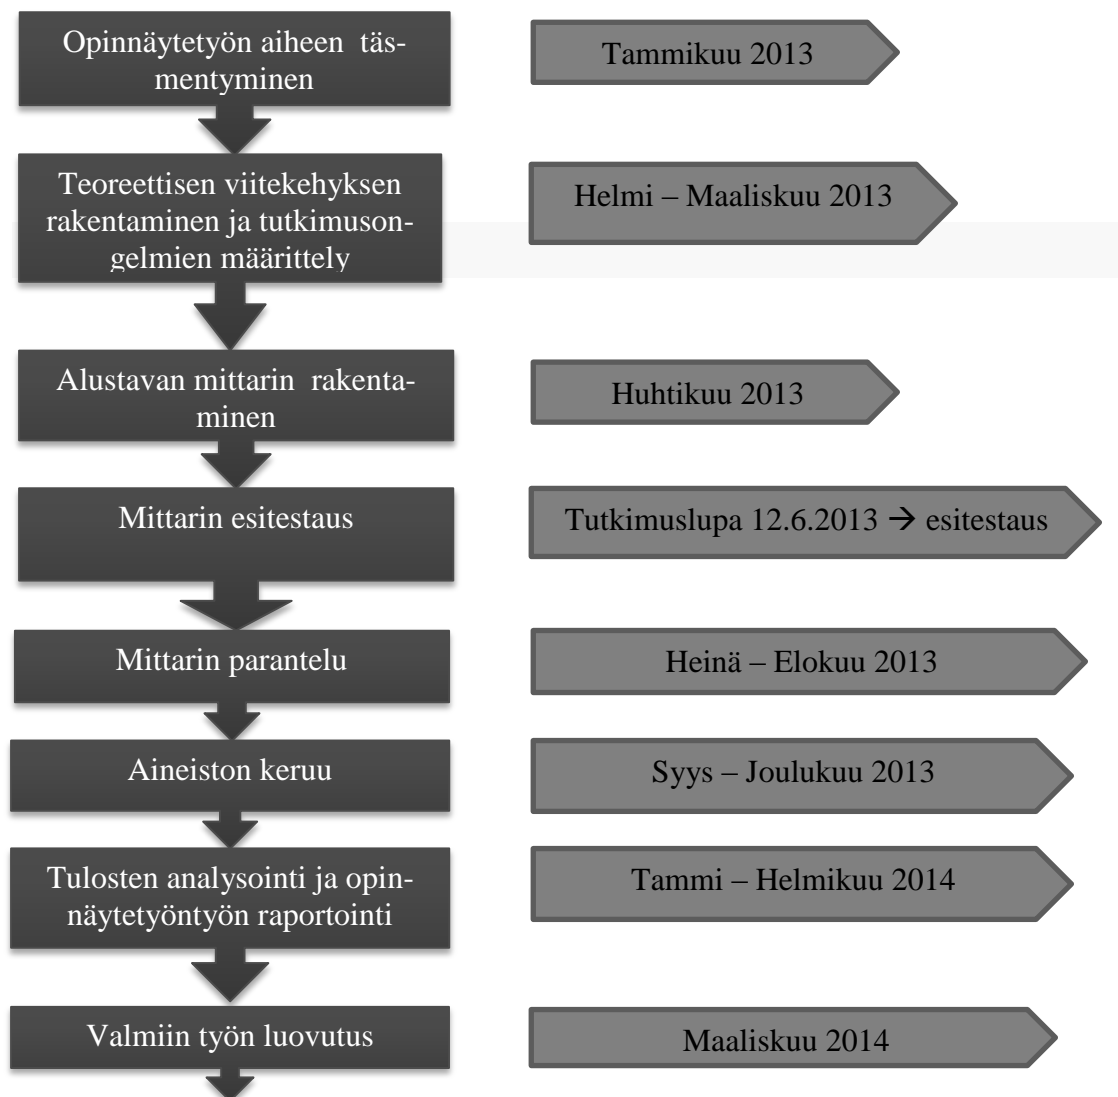 Opinnäytetyön aiheen täs-
mentyminen
Tammikuu 2013
Teoreettisen viitekehyksen
rakentaminen ja tutkimuson-
gelmien määrittely
Helmi – Maaliskuu 2013
Alustavan mittarin rakenta-
minen
Huhtikuu 2013
Mittarin esitestaus
Tutkimuslupa 12.6.2013 → esitestaus
Mittarin parantelu
Heinä – Elokuu 2013
Aineiston keruu
Syys – Joulukuu 2013
Tulosten analysointi ja opin-
näytetyöntyön raportointi
Tammi – Helmikuu 2014
Valmiin työn luovutus
Maaliskuu 2014